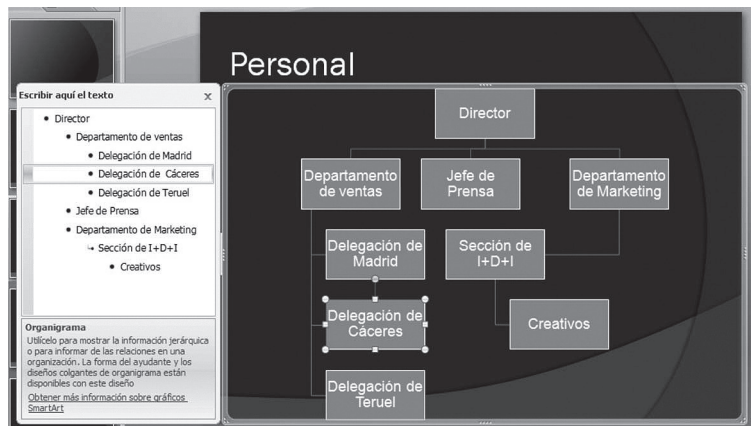 Personal
Escribir aquí el texto x
Director
Departamento de ventas
Delegación de Madrid
Delegación de Cáceres
Delegación de Teruel
Jefe de Prensa
Departamento de Marketing
Sección de I+D+I
Creativos
Organigrama
Utilícelo para mostrar la información jerárquica
o para informar de las relaciones en una
organización. La forma del ayudante y los
diseños colgantes de organigrama están
disponibles con este diseño
Obtener más información sobre gráficos
SmartArt
Director
Departamento
de ventas
Jefe de
Prensa
Departamento
de Marketing
Delegación de
Madrid
Sección de
I+D+I
Delegación de
Cáceres
Creativos
Delegación de
Teruel